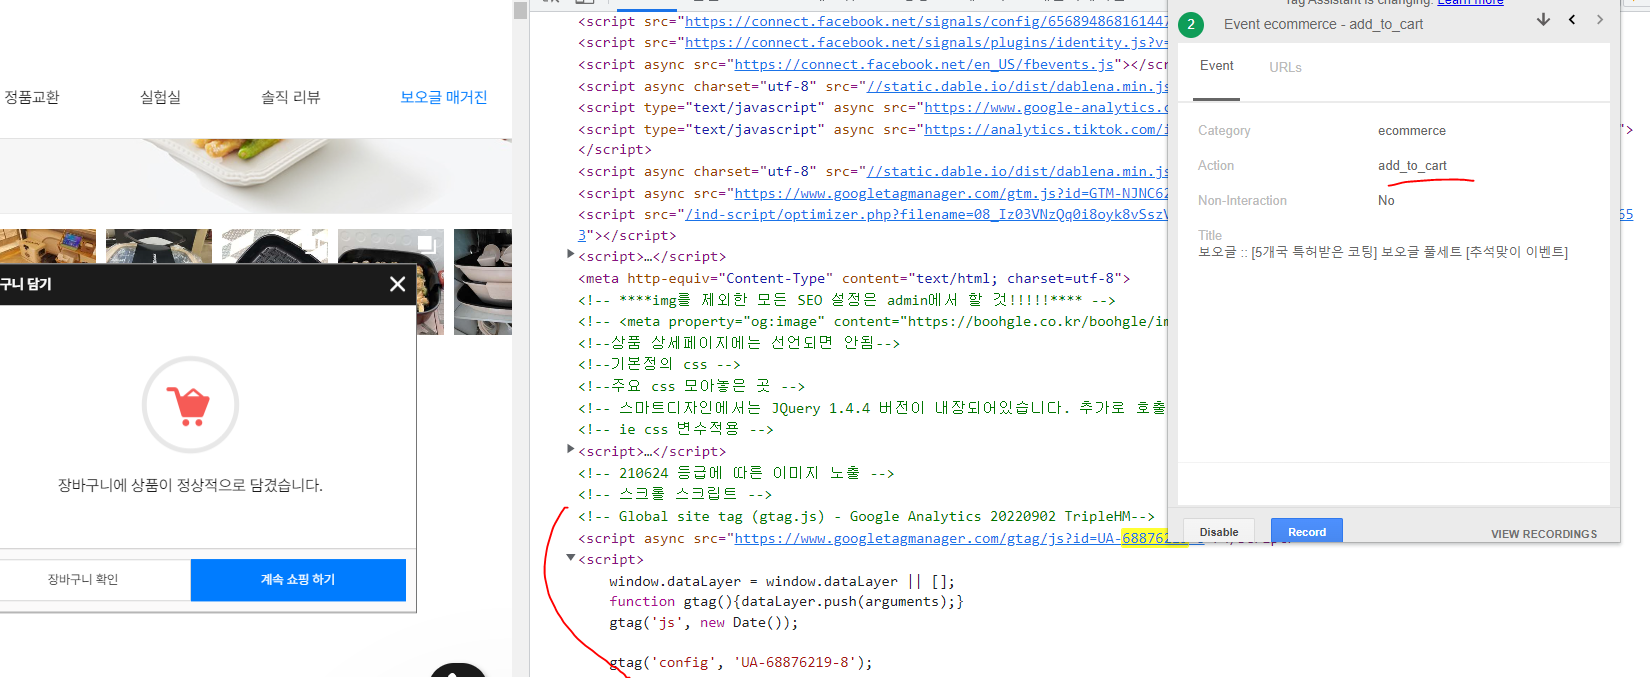 정품교환
실험실
솔직 리뷰
보오글 매거진
구니 담기
장바구니에 상품이 정상적으로 담겼습니다.
장바구니 확인
계속 쇼핑 하기
<script src="https://connect.facebook.net/signals/config/656894868161447
<script src="https://connect.facebook.net/signals/plugins/identity.js?v=
<script async src="https://connect.facebook.net/en_US/fbevents.js"></scr
<script async charset="utf-8" src="//static.dable.io/dist/dablena.min.js
<script type="text/javascript" async src="https://www.google-analytics.c
<script type="text/javascript" async src="https://analytics.tiktok.com/i
">
</script>
<script async charset="utf-8" src="//static.dable.io/dist/dablena.min.js
<script async src="https://www.googletagmanager.com/gtm.js?id=GTM-NJNC62
<script src="/ind-script/optimizer.php?filename=08_Iz03VNzQq0i8oyk8vSszV
65
3"></script>
<script>…</script>
<meta http-equiv="Content-Type" content="text/html; charset=utf-8">
<!-- ****img를 제외한 모든 SEO 설정은 admin에서 할 것!!!!!**** -->
<!-- <meta property="og:image" content="https://boohgle.co.kr/boohgle/im
<!--상품 상세페이지에는 선언되면 안됨-->
<!--기본정의 css -->
<!--주요 css 모아놓은 곳 -->
<!-- 스마트디자인에서는 JQuery 1.4.4 버전이 내장되어있습니다. 추가로 호출
<!-- ie css 변수적용 -->
<script>…</script>
<!-- 210624 등급에 따른 이미지 노출 -->
<!-- 스크롤 스크립트 -->
<!-- Global site tag (gtag.js) - Google Analytics 20220902 TripleHM-->
<script async src="https://www.googletagmanager.com/gtag/js?id=UA-688762
<script>
window.dataLayer = window.dataLayer || [];
function gtag(){dataLayer.push(arguments);}
gtag('js', new Date());
gtag('config', 'UA-68876219-8');
Tag Assistant is changing. Learn more
2
Event ecommerce - add_to_cart
Event
URLs
Category
ecommerce
Action
add_to_cart
Non-Interaction
No
Title
보오글 :: [5개국 특허받은 코팅] 보오글 풀세트 [추석맞이 이벤트]
Disable
Record
VIEW RECORDINGS